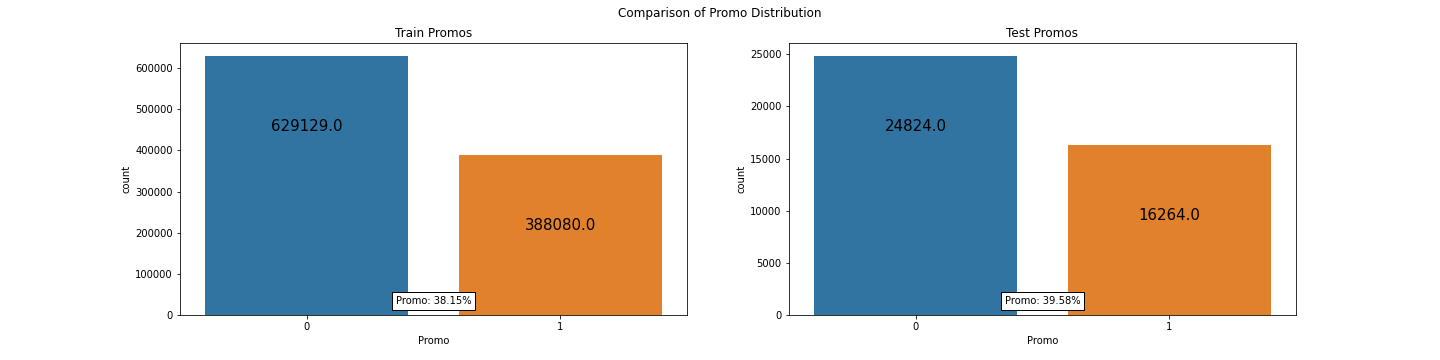 Comparison of Promo Distribution
Train Promos
600000
500000
400000
300000
200000
100000
0
count
629129.0
388080.0
Promo: 38.15%
0
1
Promo
Test Promos
25000
20000
15000
10000
5000
0
count
24824.0
16264.0
Promo: 39.58%
0
1
Promo